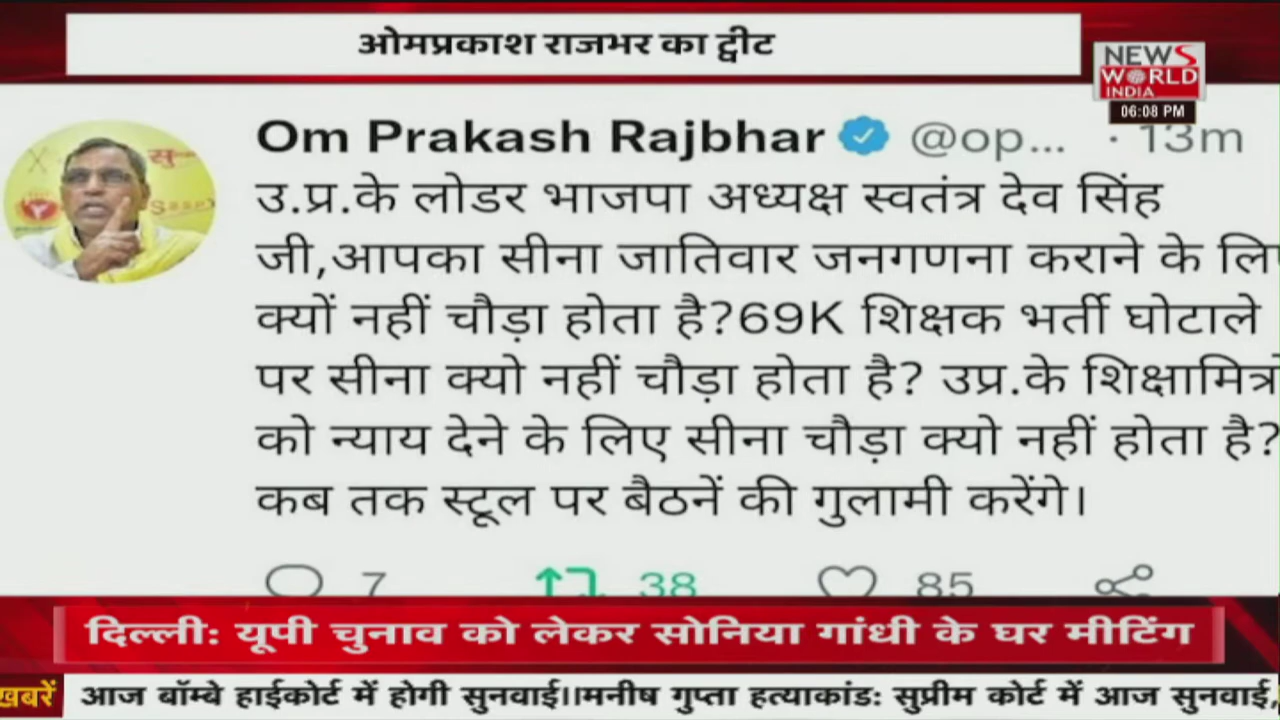 ओमप्रकाश राजभर का ट्वीट
NEWS
WORLD
INDIA
06:08 PM
Om Prakash Rajbhar @op... · 13m
उ.प्र.के लोडर भाजपा अध्यक्ष स्वतंत्र देव सिंह
जी,आपका सीना जातिवार जनगणना कराने के लिए
क्यों नहीं चौड़ा होता है?69K शिक्षक भर्ती घोटाले
पर सीना क्यो नहीं चौड़ा होता है? उप्र.के शिक्षामित्रो
को न्याय देने के लिए सीना चौड़ा क्यो नहीं होता है?
कब तक स्टूल पर बैठनें की गुलामी करेंगे।
7 38 85
दिल्ली: यूपी चुनाव को लेकर सोनिया गांधी के घर मीटिंग
खबरें आज बॉम्बे हाईकोर्ट में होगी सुनवाई।।मनीष गुप्ता हत्याकांड: सुप्रीम कोर्ट में आज सुनवाई,